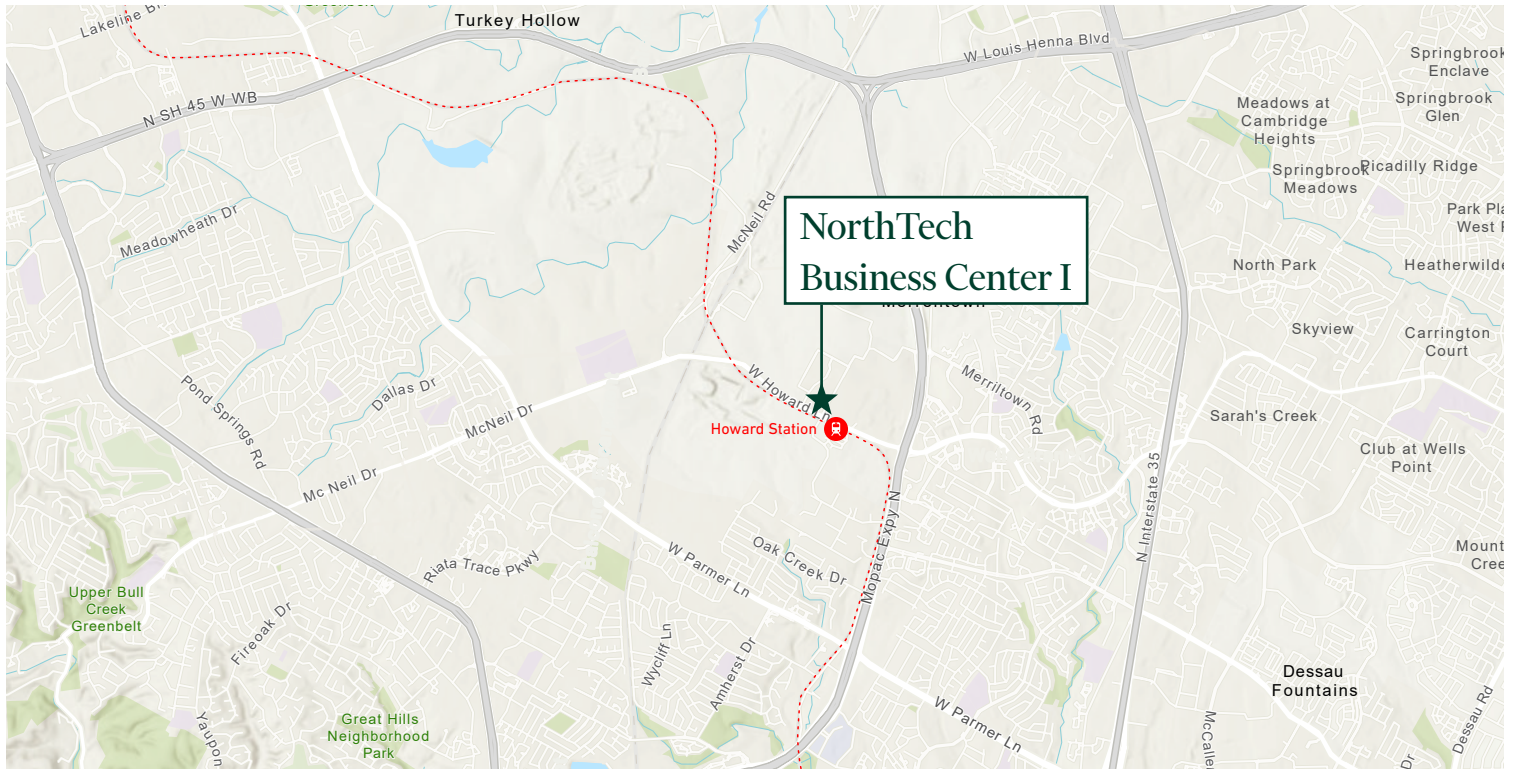 Lakeline
Turkey Hollow
W Louis Henna Blvd
Springbrook
Enclave
Springbrook
Glen
Meadows at
Cambridge
Heights
N SH 45 W WB
Springbrook
Meadows
Picadilly Ridge
McNeil Rd
Meadowheath Dr
NorthTech
Business Center I
West
North Park
Skyview
Carrington
Court
Pond Springs Rd
Dallas Dr
McNeil Dr
W Howard Ln
Merriltown Rd
Howard Station
Sarah's Creek
Club at Wells
Point
Mc Neil Dr
N Interstate 35
Mopac Expy N
Oak Creek Dr
Riata Trace Pkwy
W Parmer Ln
Upper Bull
Creek
Greenbelt
Fireoak Dr
Wycliff Ln
Amherst Dr
Dessau
Fountains
W Parmer Ln
Great Hills
Neighborhood
Park
Yaupon
Dessau Rd
Dr